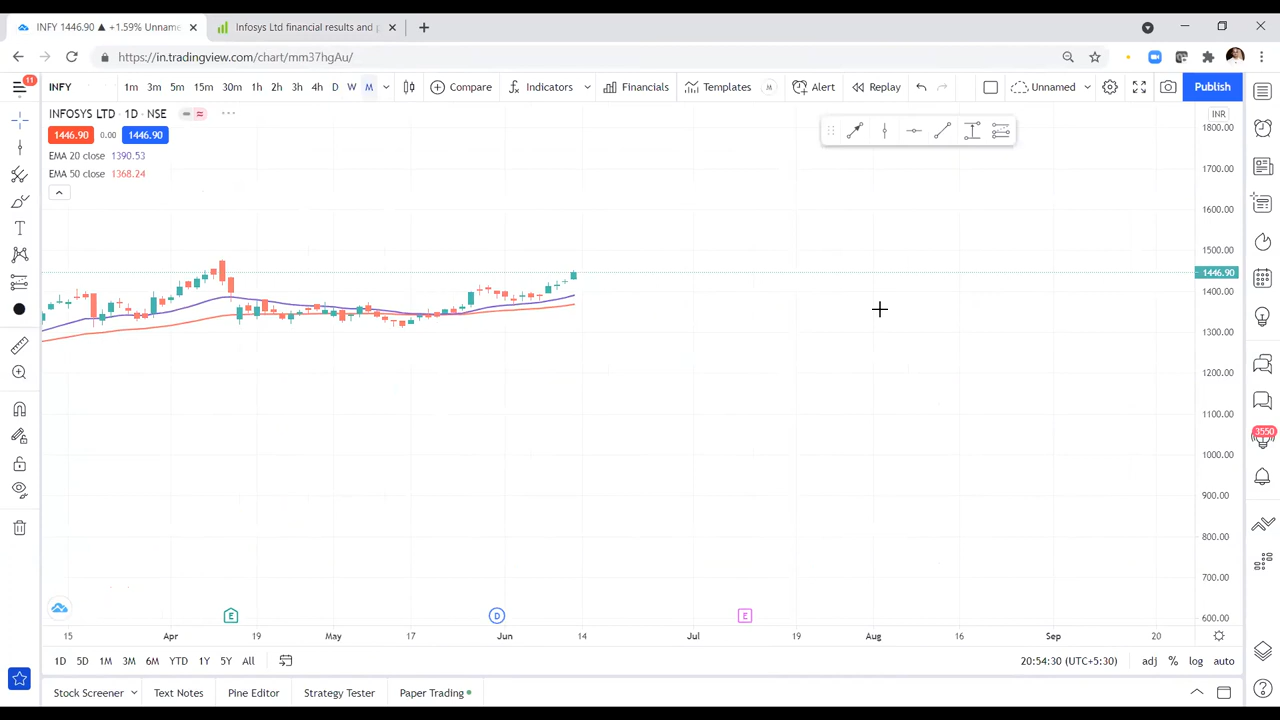 INFY 1446.90 ▲ +1.59% Unname
Infosys Ltd financial results and p
https://in.tradingview.com/chart/mm37hgAu/
11
INFY
1m 3m 5m 15m 30m 1h 2h 3h 4h D W M
Compare
Indicators
Financials
Templates
M
Alert
Replay
Unnamed
Publish
INFOSYS LTD · 1D · NSE
INR
1446.90 0.00 1446.90
EMA 20 close 1390.53
EMA 50 close 1368.24
1800.00
1700.00
1600.00
1500.00
1446.90
1400.00
1300.00
1200.00
1100.00
1000.00
900.00
800.00
700.00
600.00
3550
E D E
15 Apr 19 May 17 Jun 14 Jul 19 Aug 16 Sep 20
1D 5D 1M 3M 6M YTD 1Y 5Y All
20:54:30 (UTC+5:30) adj % log auto
Stock Screener Text Notes Pine Editor Strategy Tester Paper Trading